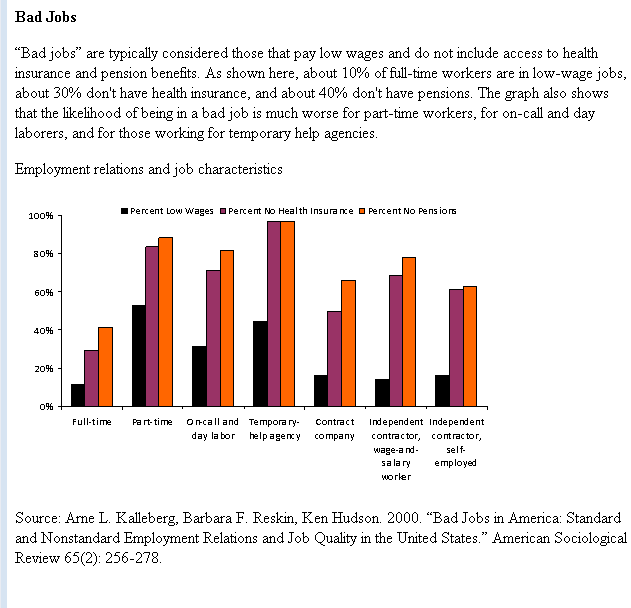 Bad Jobs
“Bad jobs” are typically considered those that pay low wages and do not include access to health
insurance and pension benefits. As shown here, about 10% of full-time workers are in low-wage jobs,
about 30% don't have health insurance, and about 40% don't have pensions. The graph also shows
that the likelihood of being in a bad job is much worse for part-time workers, for on-call and day
laborers, and for those working for temporary help agencies.
Employment relations and job characteristics
Percent Low Wages Percent No Health Insurance Percent No Pensions
100%
80%
60%
40%
20%
0%
Full-time
Part-time
On-call and
day labor
Temporary-
help agency
Contract
company
Independent
contractor,
wage-and-
salary
worker
Independent
contractor,
self-
employed
Source: Arne L. Kalleberg, Barbara F. Reskin, Ken Hudson. 2000. “Bad Jobs in America: Standard
and Nonstandard Employment Relations and Job Quality in the United States.” American Sociological
Review 65(2): 256-278.